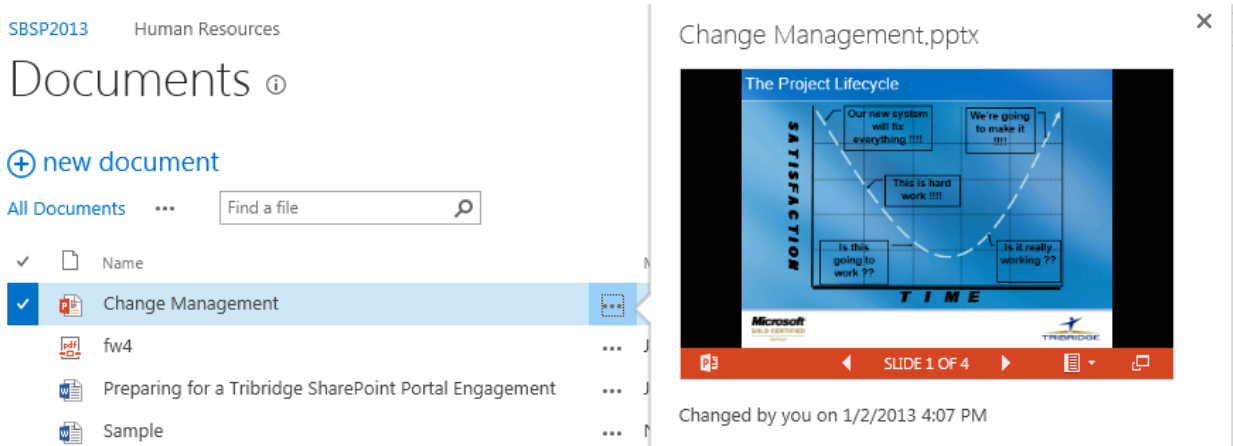 SBSP2013 Human Resources
Documents
new document
All Documents ... Find a file
Name
Change Management ...
fw4 ... J
Preparing for a Tribridge SharePoint Portal Engagement ... J
Sample ...
Change Management.pptx
The Project Lifecycle
Our new system
will fix
everything !!!!
We're going
to make it
!!!!
This is hard
work !!!!
Is this
going to
work ??
Is it really
working ??
SATISFACTION
TIME
Microsoft
GOLD CERTIFIED
Partner
TRIBRIDGE
SLIDE 1 OF 4
Changed by you on 1/2/2013 4:07 PM